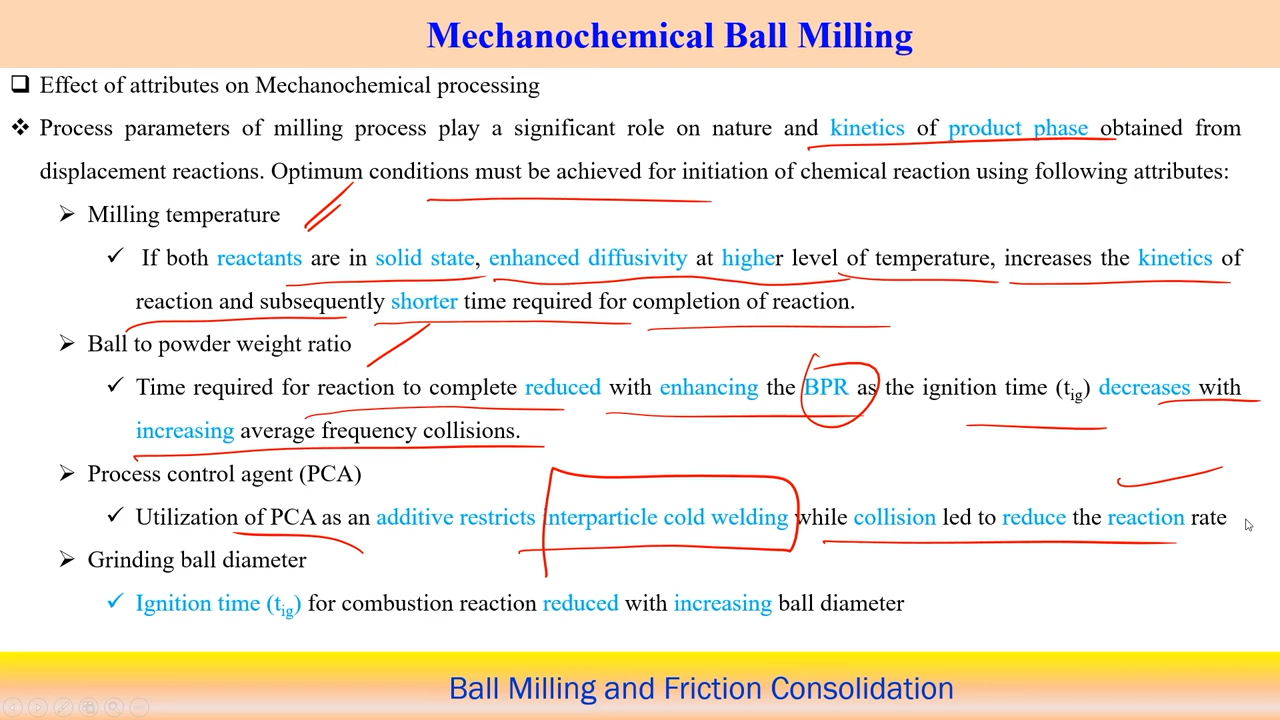 Mechanochemical Ball Milling
❑ Effect of attributes on Mechanochemical processing
❖ Process parameters of milling process play a significant role on nature and kinetics of product phase obtained from
displacement reactions. Optimum conditions must be achieved for initiation of chemical reaction using following attributes:
➢ Milling temperature
✓ If both reactants are in solid state, enhanced diffusivity at higher level of temperature, increases the kinetics of
reaction and subsequently shorter time required for completion of reaction.
➢ Ball to powder weight ratio
✓ Time required for reaction to complete reduced with enhancing the BPR as the ignition time (tig) decreases with
increasing average frequency collisions.
➢ Process control agent (PCA)
✓ Utilization of PCA as an additive restricts interparticle cold welding while collision led to reduce the reaction rate
➢ Grinding ball diameter
✓ Ignition time (tig) for combustion reaction reduced with increasing ball diameter
Ball Milling and Friction Consolidation